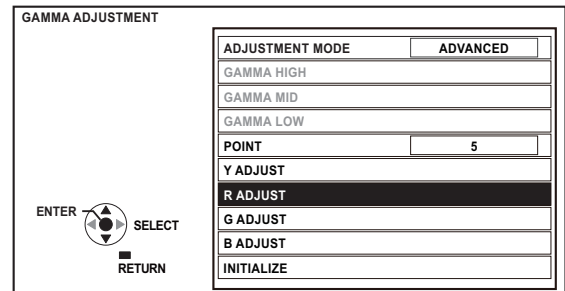 GAMMA ADJUSTMENT
ADJUSTMENT MODE ADVANCED
GAMMA HIGH
GAMMA MID
GAMMA LOW
POINT 5
Y ADJUST
R ADJUST
G ADJUST
B ADJUST
INITIALIZE
ENTER
SELECT
RETURN